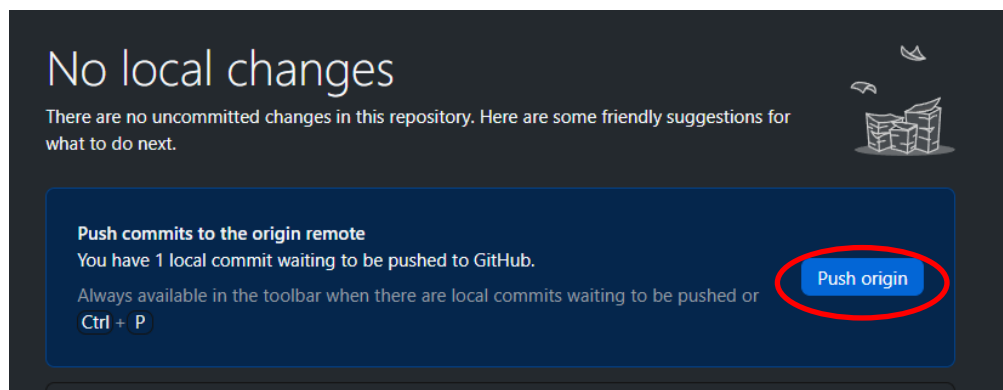 No local changes
There are no uncommitted changes in this repository. Here are some friendly suggestions for
what to do next.
Push commits to the origin remote
You have 1 local commit waiting to be pushed to GitHub.
Push origin
Always available in the toolbar when there are local commits waiting to be pushed or
Ctrl + P